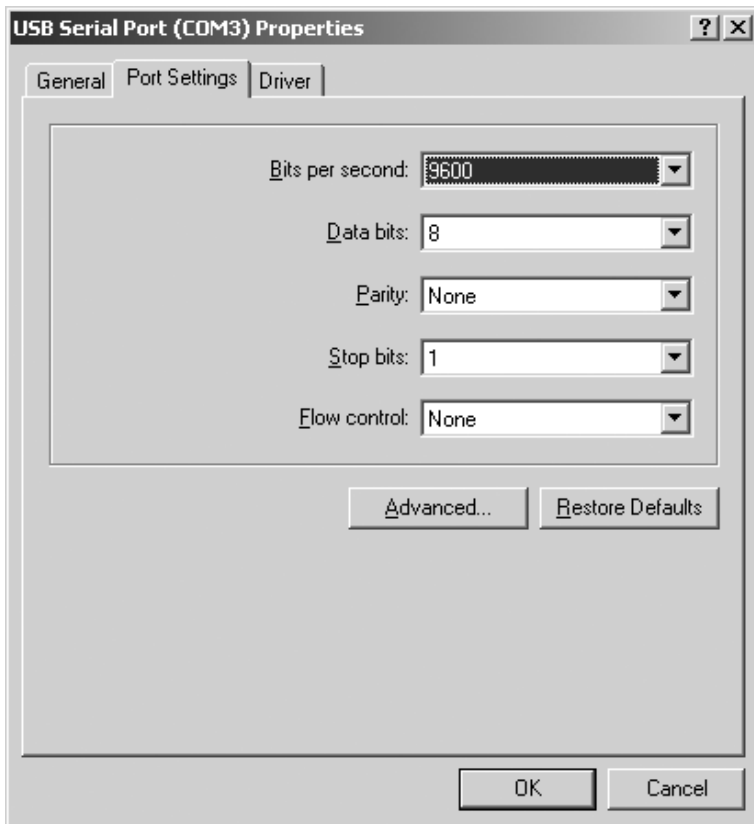 USB Serial Port (COM3) Properties
General Port Settings Driver
Bits per second: 9600
Data bits: 8
Parity: None
Stop bits: 1
Flow control: None
Advanced... Restore Defaults
OK Cancel